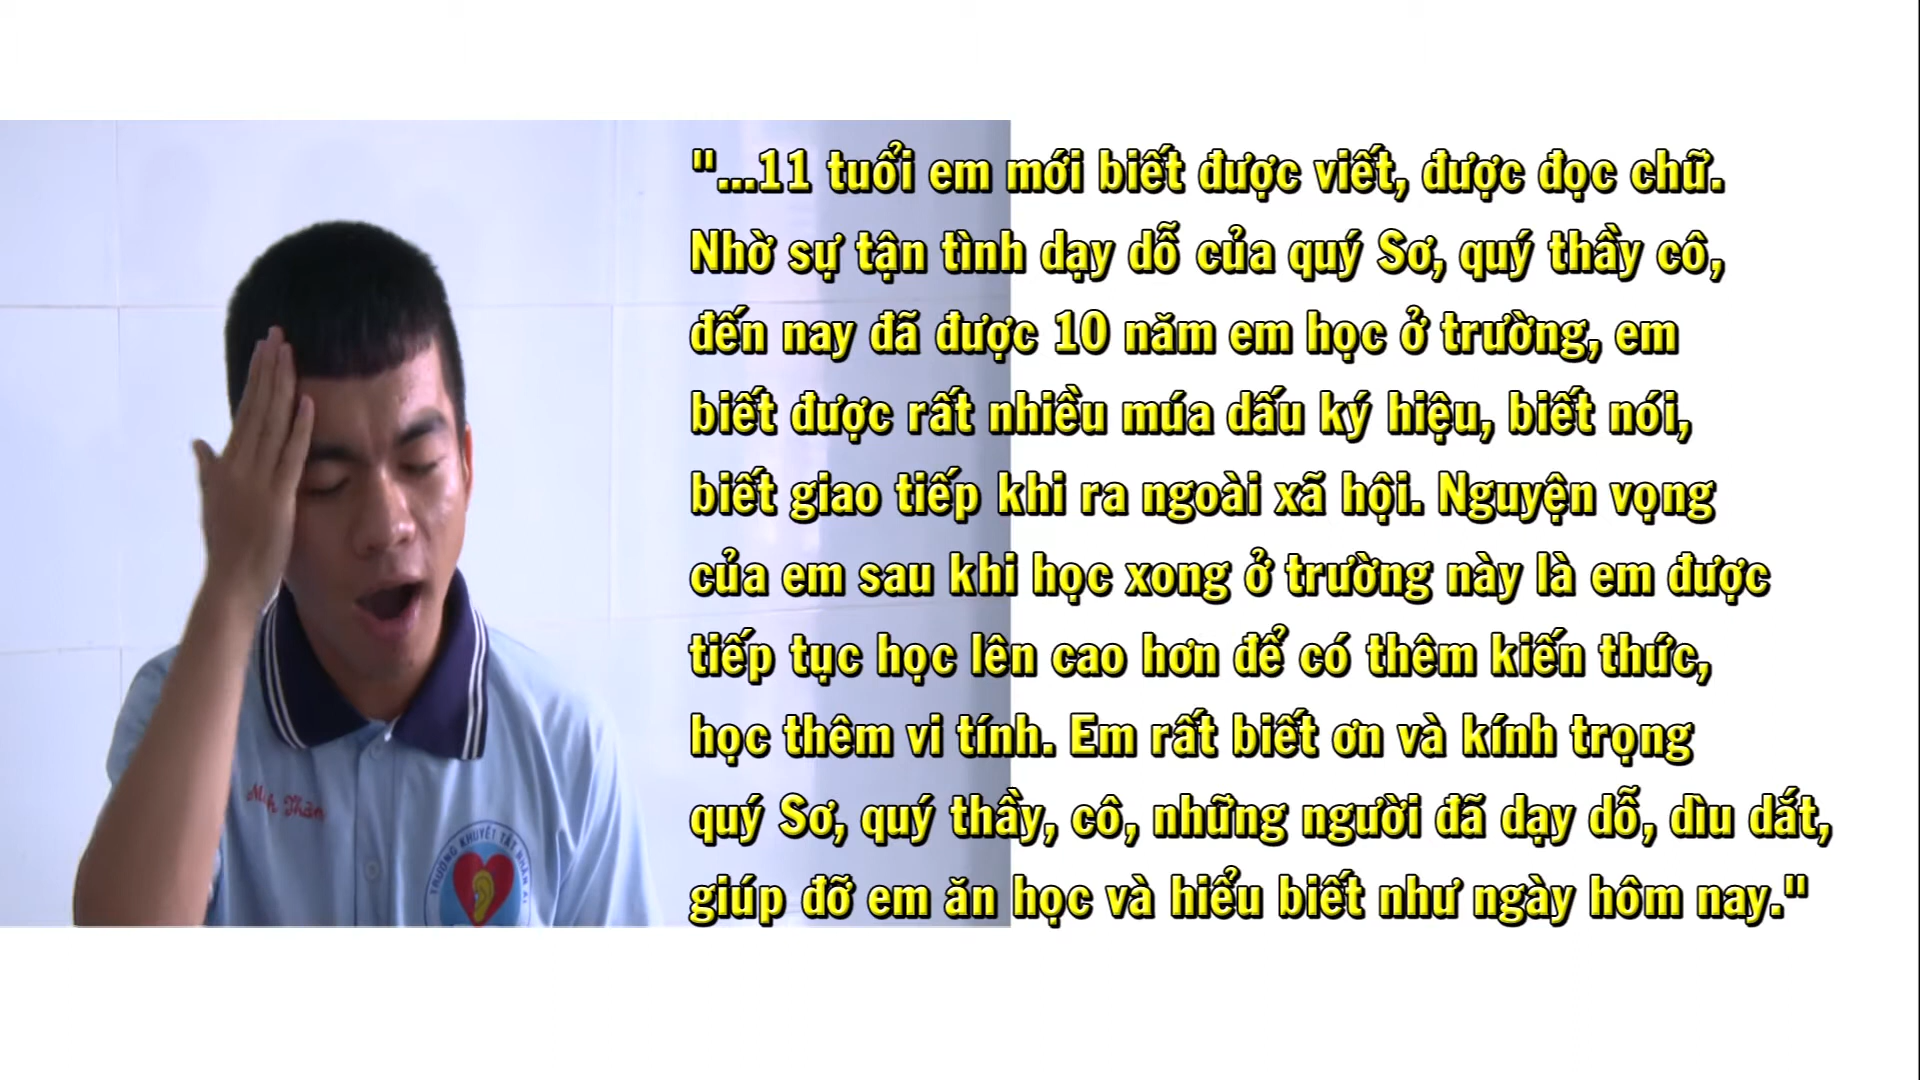 "...11 tuổi em mới biết được viết, được đọc chữ.
Nhờ sự tận tình dạy dỗ của quý Sơ, quý thầy cô,
đến nay đã được 10 năm em học ở trường, em
biết được rất nhiều múa dấu ký hiệu, biết nói,
biết giao tiếp khi ra ngoài xã hội. Nguyện vọng
của em sau khi học xong ở trường này là em được
tiếp tục học lên cao hơn để có thêm kiến thức,
học thêm vi tính. Em rất biết ơn và kính trọng
quý Sơ, quý thầy, cô, những người đã dạy dỗ, dìu dắt,
giúp đỡ em ăn học và hiểu biết như ngày hôm nay."
TRƯỜNG KHUYẾT TẬT NHÂN ÁI